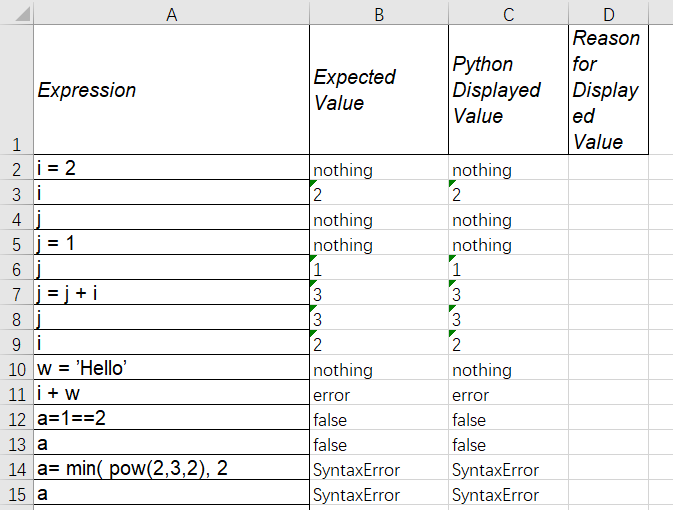 A B C D
1 Expression Expected Value Python Displayed Value Reason for Display ed Value
2 i = 2 nothing nothing
3 i 2 2
4 j nothing nothing
5 j = 1 nothing nothing
6 j 1 1
7 j = j + i 3 3
8 j 3 3
9 i 2 2
10 w = ’Hello’ nothing nothing
11 i + w error error
12 a=1==2 false false
13 a false false
14 a= min( pow(2,3,2), 2 SyntaxError SyntaxError
15 a SyntaxError SyntaxError